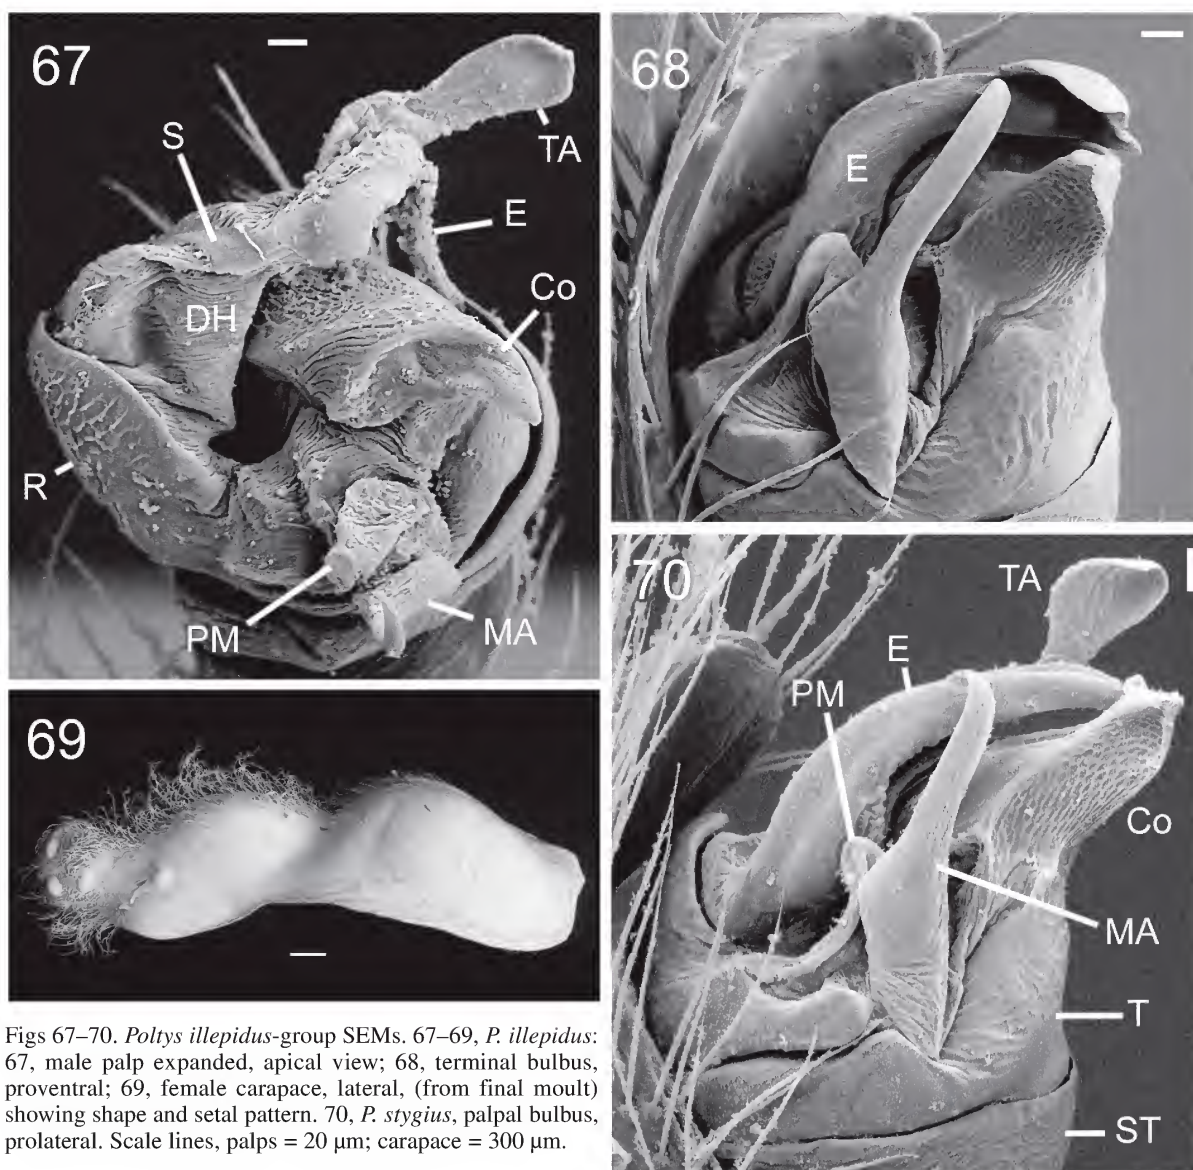 67
S
TA
E
Co
DH
R
PM
MA
68
E
69
70
TA
E
PM
Co
MA
T
ST
Figs 67–70. Poltys illepidus-group SEMs. 67–69, P. illepidus:
67, male palp expanded, apical view; 68, terminal bulbus,
proventral; 69, female carapace, lateral, (from final moult)
showing shape and setal pattern. 70, P. stygius, palpal bulbus,
prolateral. Scale lines, palps = 20 µm; carapace = 300 µm.